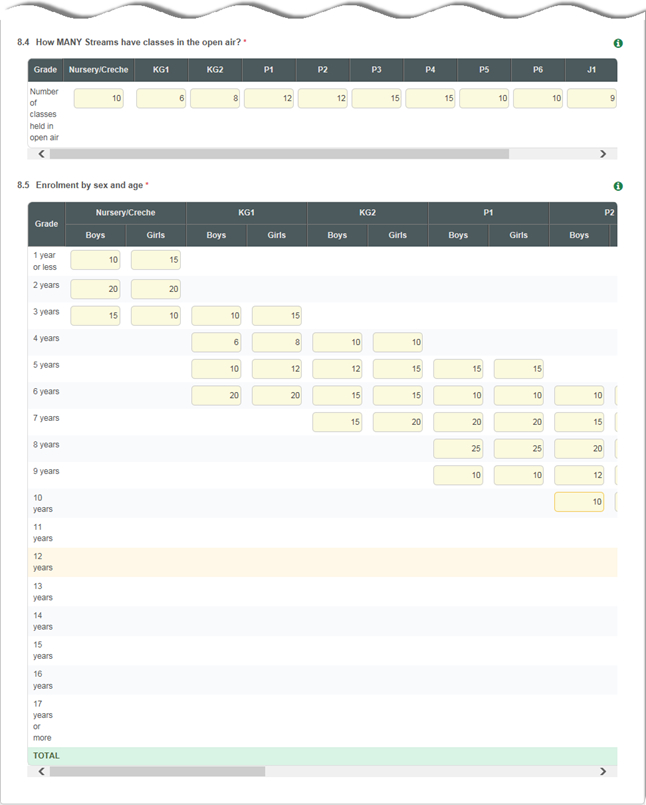 8.4 How MANY Streams have classes in the open air? *
Grade Nursery/Creche KG1 KG2 P1 P2 P3 P4 P5 P6 J1
Number of classes held in open air 10 6 8 12 12 15 15 10 10 9
8.5 Enrolment by sex and age *
Grade Nursery/Creche KG1 KG2 P1 P2
Boys Girls Boys Girls Boys Girls Boys Girls Boys
1 year or less 10 15
2 years 20 20
3 years 15 10 10 15
4 years 6 8 10 10
5 years 10 12 12 15 15 15
6 years 20 20 15 15 10 10 10
7 years 15 20 20 20 15
8 years 25 25 20
9 years 10 10 12
10 years 10
11 years
12 years
13 years
14 years
15 years
16 years
17 years or more
TOTAL